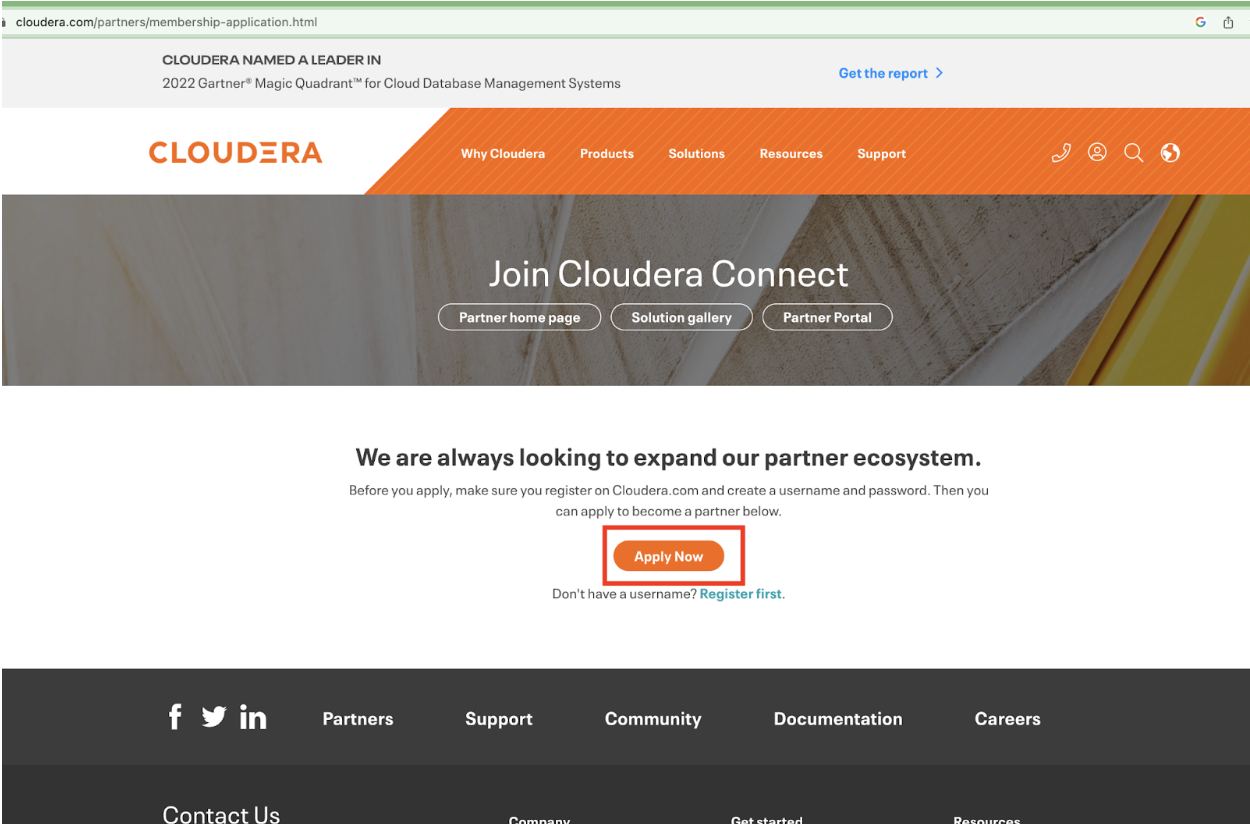 cloudera.com/partners/membership-application.html
CLOUDERA NAMED A LEADER IN
2022 Gartner® Magic Quadrant™ for Cloud Database Management Systems
Get the report
CLOUDERA
Why Cloudera Products Solutions Resources Support
Join Cloudera Connect
Partner home page Solution gallery Partner Portal
We are always looking to expand our partner ecosystem.
Before you apply, make sure you register on Cloudera.com and create a username and password. Then you
can apply to become a partner below.
Apply Now
Don't have a username? Register first.
Partners Support Community Documentation Careers
Contact Us
Company Get started Resources